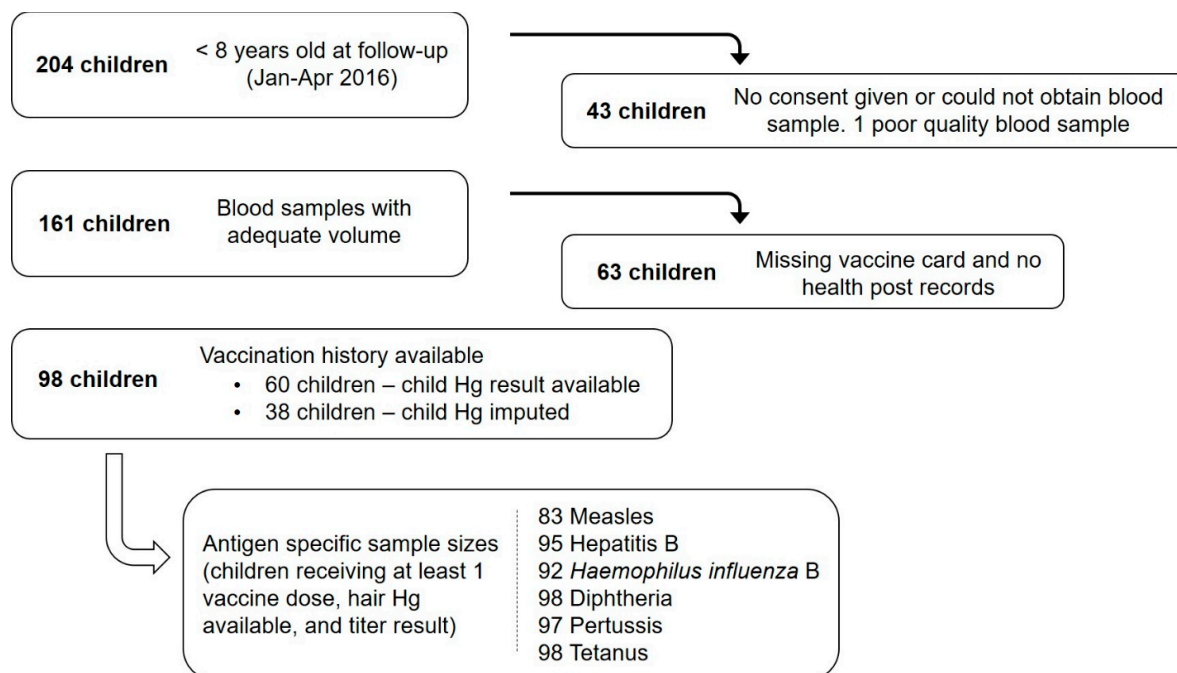 204 children
< 8 years old at follow-up
(Jan-Apr 2016)
43 children
No consent given or could not obtain blood
sample. 1 poor quality blood sample
161 children
Blood samples with
adequate volume
63 children
Missing vaccine card and no
health post records
98 children
Vaccination history available
• 60 children – child Hg result available
• 38 children – child Hg imputed
Antigen specific sample sizes
(children receiving at least 1
vaccine dose, hair Hg
available, and titer result)
83 Measles
95 Hepatitis B
92 Haemophilus influenza B
98 Diphtheria
97 Pertussis
98 Tetanus